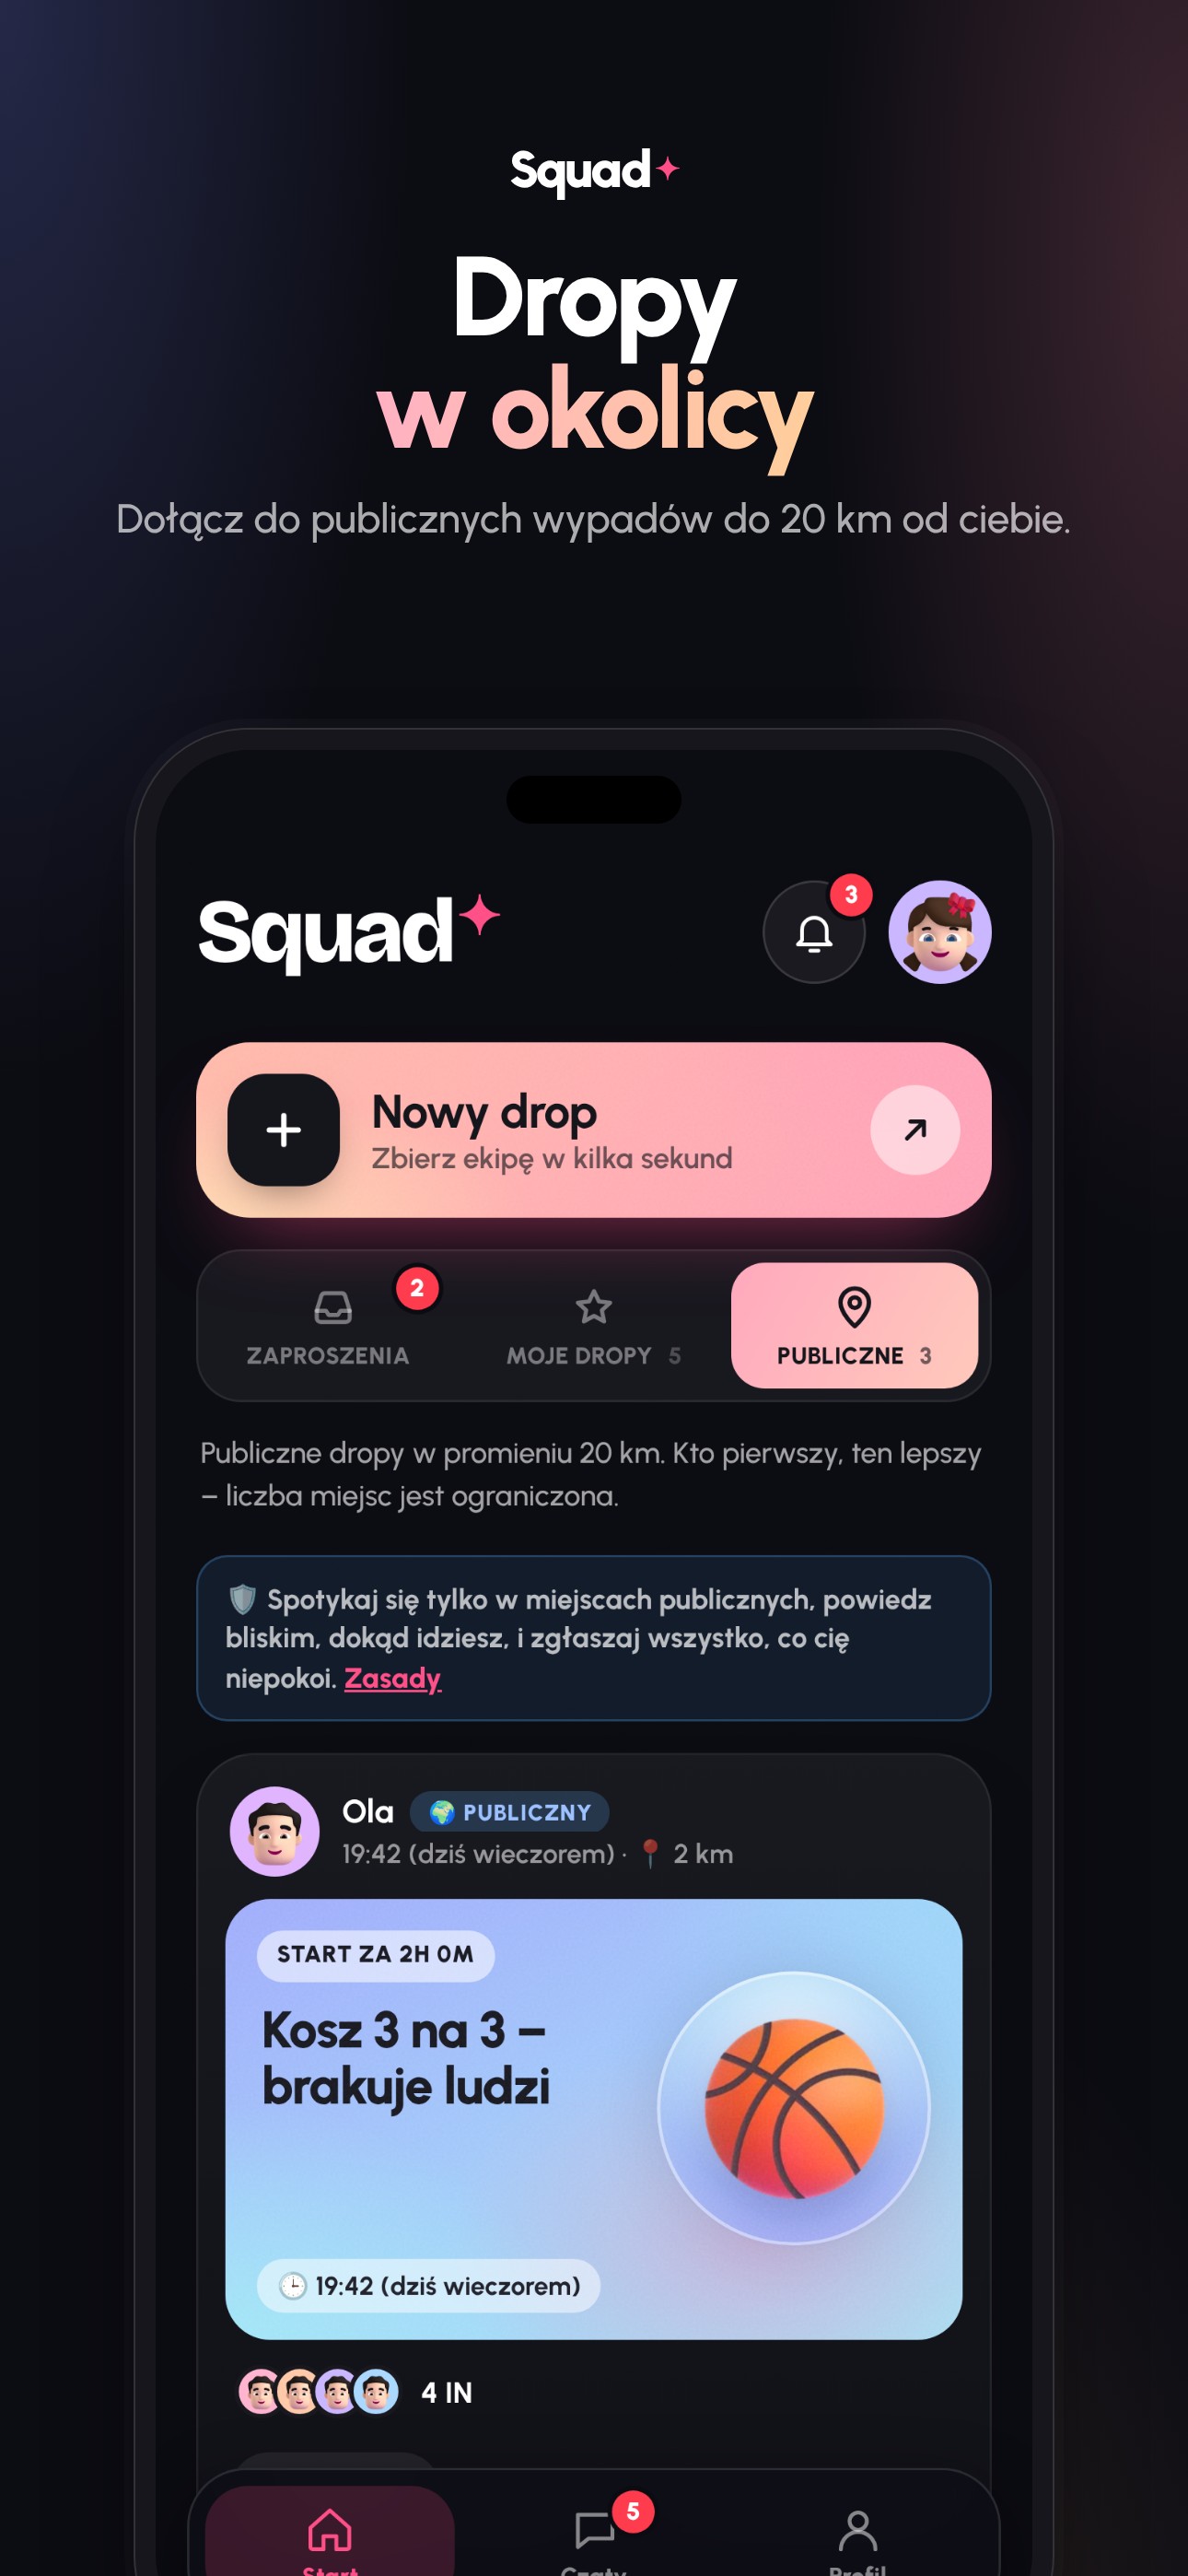 Squad
Dropy
w okolicy
Dołącz do publicznych wypadów do 20 km od ciebie.
Squad
3
Nowy drop
Zbierz ekipę w kilka sekund
2
ZAPROSZENIA
MOJE DROPY 5
PUBLICZNE 3
Publiczne dropy w promieniu 20 km. Kto pierwszy, ten lepszy
– liczba miejsc jest ograniczona.
🛡️ Spotykaj się tylko w miejscach publicznych, powiedz
bliskim, dokąd idziesz, i zgłaszaj wszystko, co cię
niepokoi. Zasady
Ola 🌍 PUBLICZNY
19:42 (dziś wieczorem) · 📍 2 km
START ZA 2H 0M
Kosz 3 na 3 –
brakuje ludzi
🕒 19:42 (dziś wieczorem)
4 IN
5
Start
Czaty
Profil